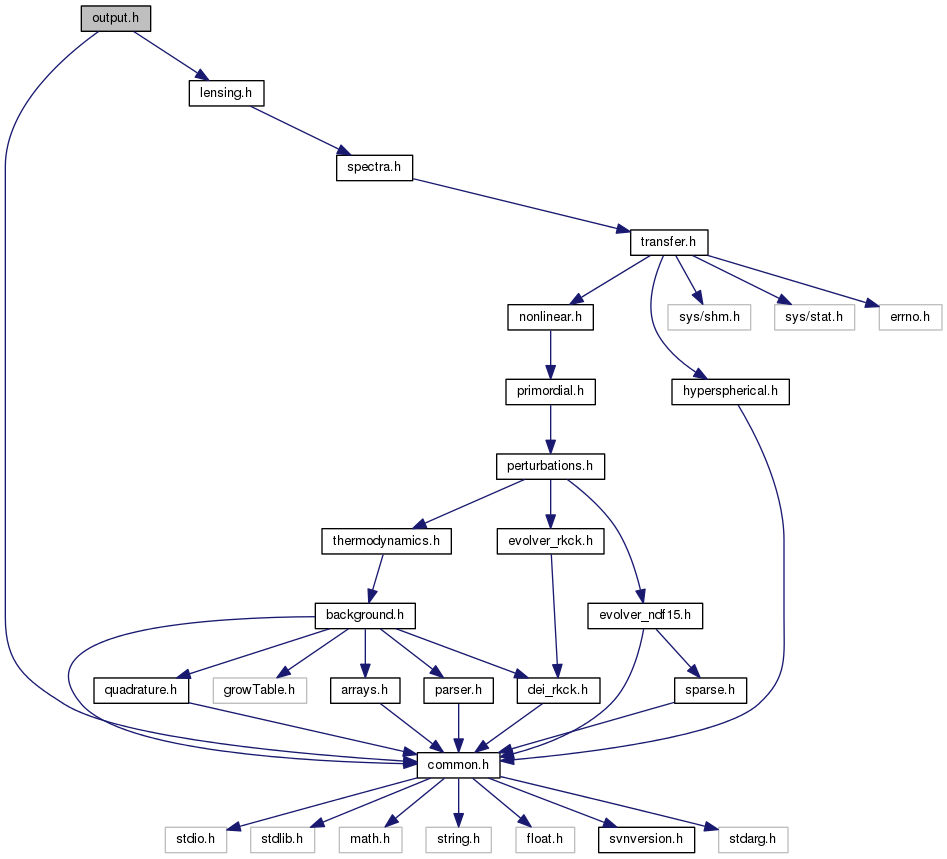 output.h
lensing.h
spectra.h
transfer.h
nonlinear.h
sys/shm.h
sys/stat.h
errno.h
primordial.h
hyperspherical.h
perturbations.h
thermodynamics.h
evolver_rkck.h
background.h
evolver_ndf15.h
quadrature.h
growTable.h
arrays.h
parser.h
dei_rkck.h
sparse.h
common.h
stdio.h
stdlib.h
math.h
string.h
float.h
svnversion.h
stdarg.h